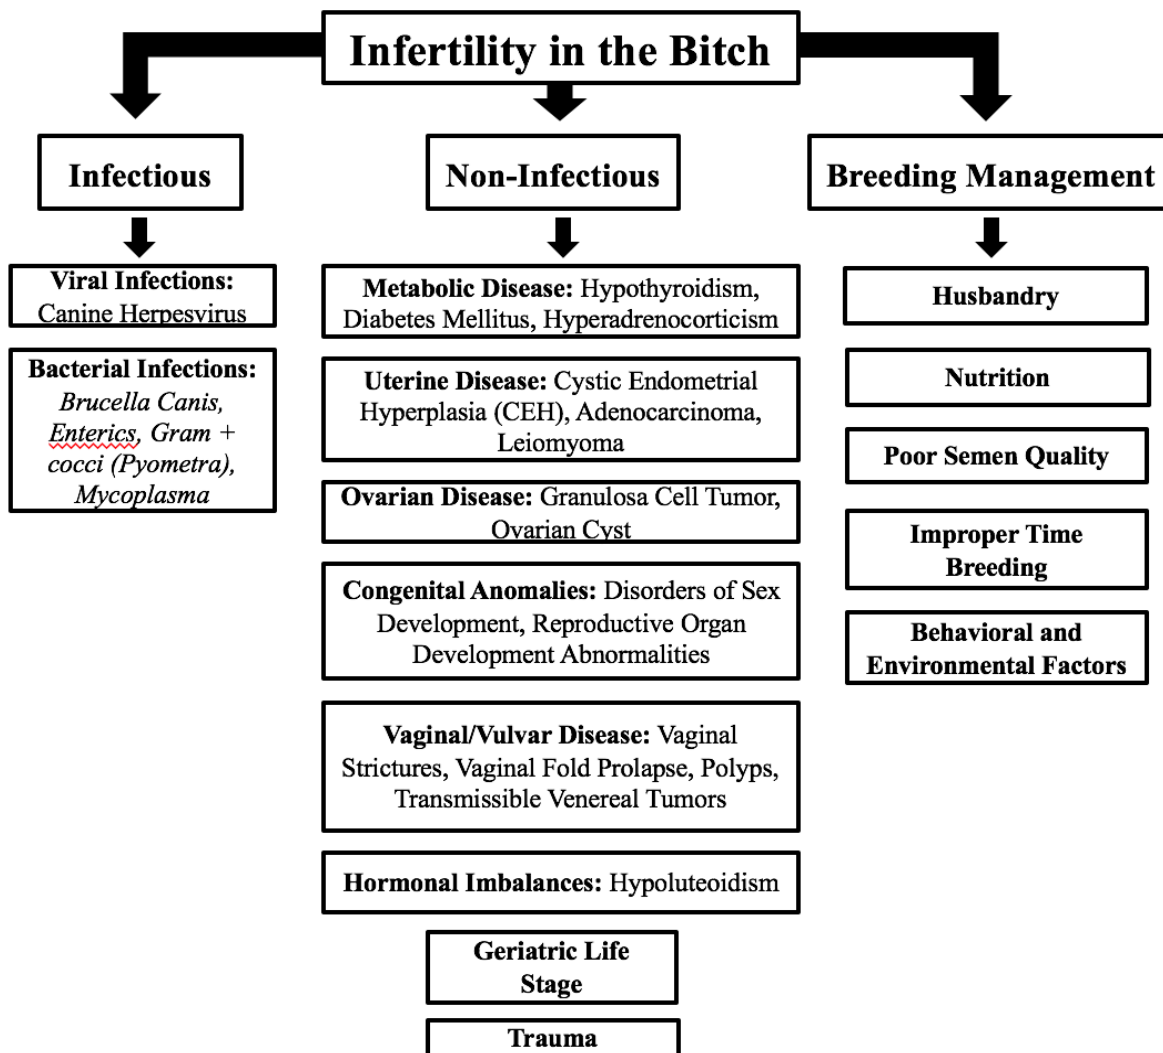 Infertility in the Bitch
Infectious
Non-Infectious
Breeding Management
Viral Infections:
Canine Herpesvirus
Bacterial Infections:
Brucella Canis,
Enterics, Gram +
cocci (Pyometra),
Mycoplasma
Metabolic Disease: Hypothyroidism,
Diabetes Mellitus, Hyperadrenocorticism
Uterine Disease: Cystic Endometrial
Hyperplasia (CEH), Adenocarcinoma,
Leiomyoma
Ovarian Disease: Granulosa Cell Tumor,
Ovarian Cyst
Congenital Anomalies: Disorders of Sex
Development, Reproductive Organ
Development Abnormalities
Vaginal/Vulvar Disease: Vaginal
Strictures, Vaginal Fold Prolapse, Polyps,
Transmissible Venereal Tumors
Hormonal Imbalances: Hypoluteoidism
Geriatric Life
Stage
Trauma
Husbandry
Nutrition
Poor Semen Quality
Improper Time
Breeding
Behavioral and
Environmental Factors